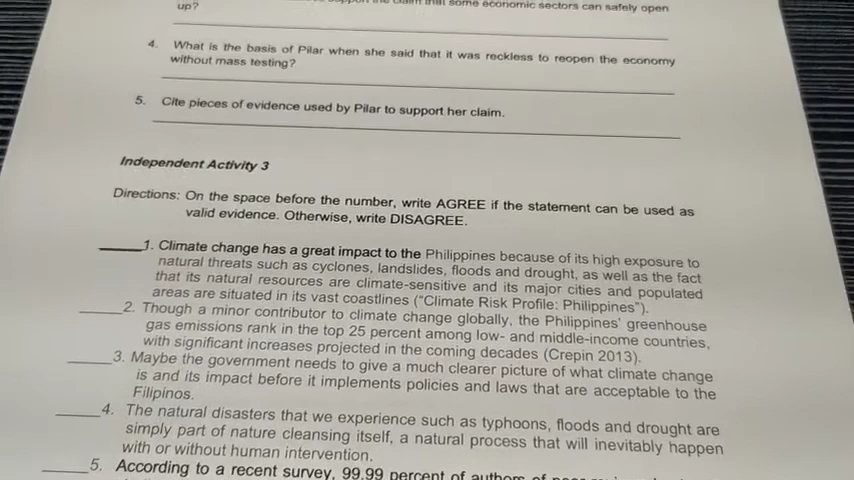 support the claim that some economic sectors can safely open
up?
4. What is the basis of Pilar when she said that it was reckless to reopen the economy
without mass testing?
5. Cite pieces of evidence used by Pilar to support her claim.
Independent Activity 3
Directions: On the space before the number, write AGREE if the statement can be used as
valid evidence. Otherwise, write DISAGREE.
______1. Climate change has a great impact to the Philippines because of its high exposure to
natural threats such as cyclones, landslides, floods and drought, as well as the fact
that its natural resources are climate-sensitive and its major cities and populated
areas are situated in its vast coastlines (“Climate Risk Profile: Philippines”).
______2. Though a minor contributor to climate change globally, the Philippines’ greenhouse
gas emissions rank in the top 25 percent among low- and middle-income countries,
with significant increases projected in the coming decades (Crepin 2013).
______3. Maybe the government needs to give a much clearer picture of what climate change
is and its impact before it implements policies and laws that are acceptable to the
Filipinos.
______4. The natural disasters that we experience such as typhoons, floods and drought are
simply part of nature cleansing itself, a natural process that will inevitably happen
with or without human intervention.
______5. According to a recent survey, 99.99 percent of authors of